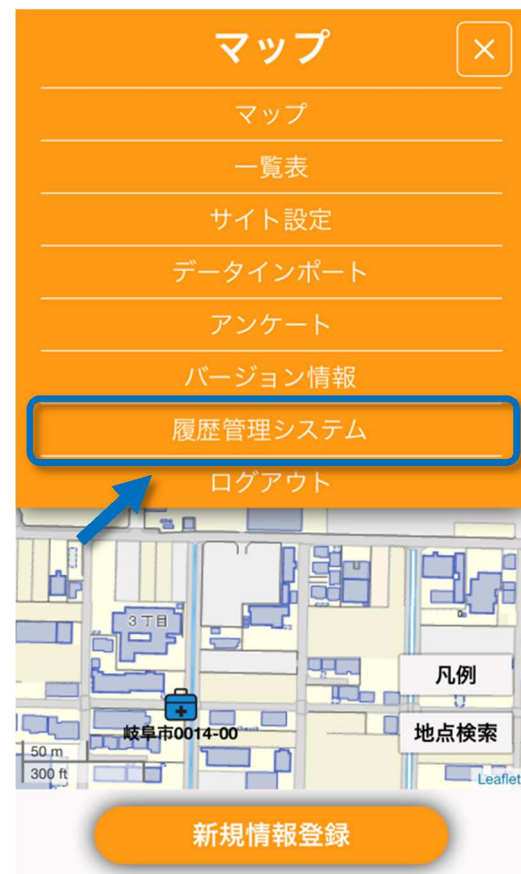 マップ
マップ
一覧表
サイト設定
データインポート
アンケート
バージョン情報
履歴管理システム
ログアウト
3丁目
凡例
岐阜市0014-00
地点検索
50 m
300 ft
Leaflet
新規情報登録